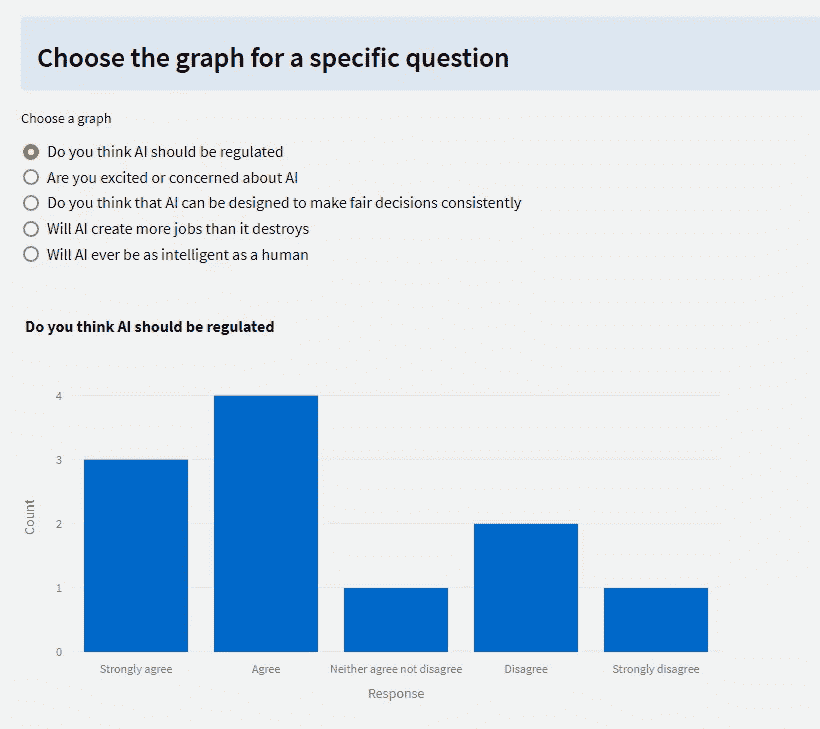 Choose the graph for a specific question
Choose a graph
Do you think AI should be regulated
Are you excited or concerned about AI
Do you think that AI can be designed to make fair decisions consistently
Will AI create more jobs than it destroys
Will AI ever be as intelligent as a human
Do you think AI should be regulated
4
3
2
1
0
Count
Strongly agree Agree Neither agree not disagree Disagree Strongly disagree
Response